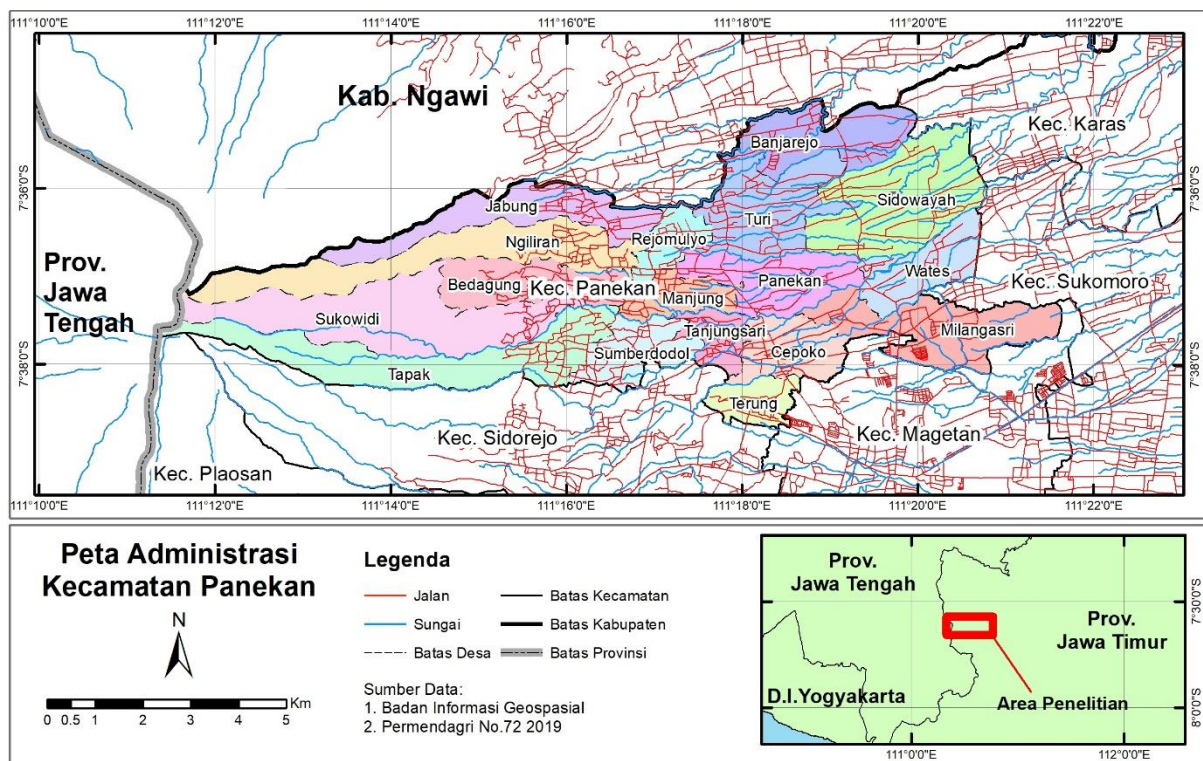 111°10'0"E 111°12'0"E 111°14'0"E 111°16'0"E 111°18'0"E 111°20'0"E 111°22'0"E
Kab. Ngawi
Kec. Karas
Banjarejo
7°36'0"S 7°36'0"S
Jabung
Sidowayah
Turi
Ngiliran
Rejomulyo
Prov.
Jawa
Tengah
Wates
Bedagung
Kec. Panekan
Panekan
Kec. Sukomoro
Manjung
Sukowidi
Tanjungsari
Milangasri
Sumberdodol
Cepoko
7°38'0"S 7°38'0"S
Tapak
Terung
Kec. Sidorejo
Kec. Magetan
Kec. Plaosan
111°10'0"E 111°12'0"E 111°14'0"E 111°16'0"E 111°18'0"E 111°20'0"E 111°22'0"E
Peta Administrasi
Kecamatan Panekan
N
Km
0 0.5 1 2 3 4 5
Legenda
Jalan
Sungai
Batas Desa
Batas Kecamatan
Batas Kabupaten
Batas Provinsi
Sumber Data:
1. Badan Informasi Geospasial
2. Permendagri No.72 2019
Prov.
Jawa Tengah
Prov.
Jawa Timur
D.I.Yogyakarta
Area Penelitian
7°30'0"S
8°0'0"S
111°0'0"E 112°0'0"E